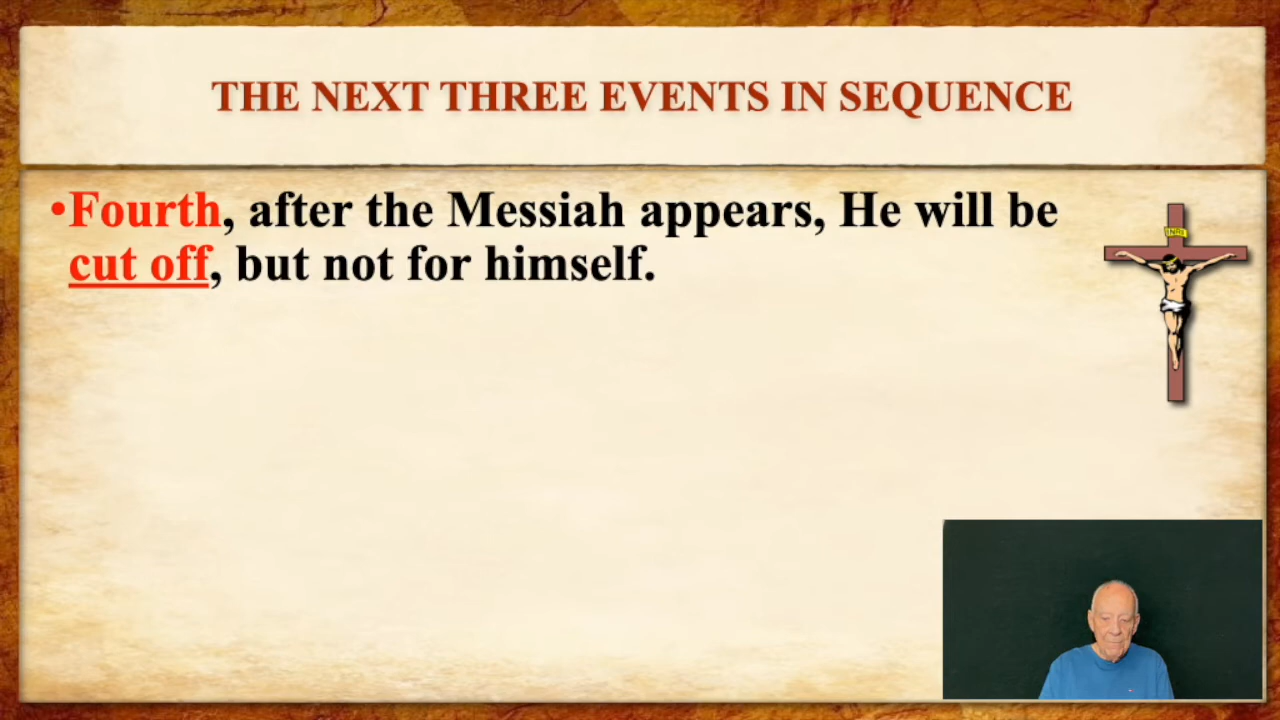 THE NEXT THREE EVENTS IN SEQUENCE
•Fourth, after the Messiah appears, He will be
cut off, but not for himself.
INRI